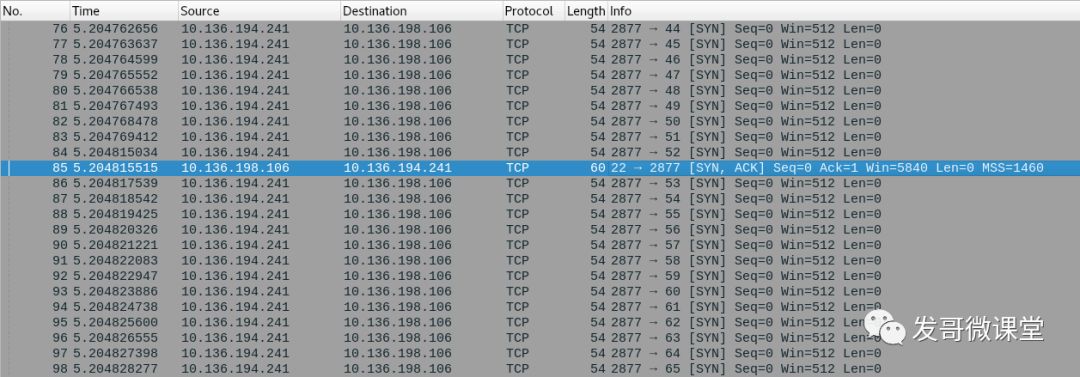 No. Time Source Destination Protocol Length Info
76 5.204762656 10.136.194.241 10.136.198.106 TCP 54 2877 → 44 [SYN] Seq=0 Win=512 Len=0
77 5.204763637 10.136.194.241 10.136.198.106 TCP 54 2877 → 45 [SYN] Seq=0 Win=512 Len=0
78 5.204764599 10.136.194.241 10.136.198.106 TCP 54 2877 → 46 [SYN] Seq=0 Win=512 Len=0
79 5.204765552 10.136.194.241 10.136.198.106 TCP 54 2877 → 47 [SYN] Seq=0 Win=512 Len=0
80 5.204766538 10.136.194.241 10.136.198.106 TCP 54 2877 → 48 [SYN] Seq=0 Win=512 Len=0
81 5.204767493 10.136.194.241 10.136.198.106 TCP 54 2877 → 49 [SYN] Seq=0 Win=512 Len=0
82 5.204768478 10.136.194.241 10.136.198.106 TCP 54 2877 → 50 [SYN] Seq=0 Win=512 Len=0
83 5.204769412 10.136.194.241 10.136.198.106 TCP 54 2877 → 51 [SYN] Seq=0 Win=512 Len=0
84 5.204815034 10.136.194.241 10.136.198.106 TCP 54 2877 → 52 [SYN] Seq=0 Win=512 Len=0
85 5.204815515 10.136.198.106 10.136.194.241 TCP 60 22 → 2877 [SYN, ACK] Seq=0 Ack=1 Win=5840 Len=0 MSS=1460
86 5.204817539 10.136.194.241 10.136.198.106 TCP 54 2877 → 53 [SYN] Seq=0 Win=512 Len=0
87 5.204818542 10.136.194.241 10.136.198.106 TCP 54 2877 → 54 [SYN] Seq=0 Win=512 Len=0
88 5.204819425 10.136.194.241 10.136.198.106 TCP 54 2877 → 55 [SYN] Seq=0 Win=512 Len=0
89 5.204820326 10.136.194.241 10.136.198.106 TCP 54 2877 → 56 [SYN] Seq=0 Win=512 Len=0
90 5.204821221 10.136.194.241 10.136.198.106 TCP 54 2877 → 57 [SYN] Seq=0 Win=512 Len=0
91 5.204822083 10.136.194.241 10.136.198.106 TCP 54 2877 → 58 [SYN] Seq=0 Win=512 Len=0
92 5.204822947 10.136.194.241 10.136.198.106 TCP 54 2877 → 59 [SYN] Seq=0 Win=512 Len=0
93 5.204823886 10.136.194.241 10.136.198.106 TCP 54 2877 → 60 [SYN] Seq=0 Win=512 Len=0
94 5.204824738 10.136.194.241 10.136.198.106 TCP 54 2877 → 61 [SYN] Seq=0 Win=512 Len=0
95 5.204825600 10.136.194.241 10.136.198.106 TCP 54 2877 → 62 [SYN] Seq=0 Win=512 Len=0
96 5.204826555 10.136.194.241 10.136.198.106 TCP 54 2877 → 63 [SYN] Seq=0 Win=512 Len=0
97 5.204827398 10.136.194.241 10.136.198.106 TCP 54 2877 → 64 [SYN] Seq=0 Win=512 Len=0
98 5.204828277 10.136.194.241 10.136.198.106 TCP 54 2877 → 65 [SYN] Seq=0 Win=512 Len=0
发哥微课堂